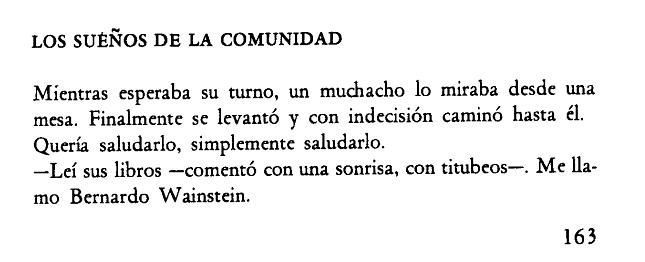 LOS SUEÑOS DE LA COMUNIDAD
Mientras esperaba su turno, un muchacho lo miraba desde una
mesa. Finalmente se levantó y con indecisión caminó hasta él.
Quería saludarlo, simplemente saludarlo.
—Leí sus libros —comentó con una sonrisa, con titubeos—. Me lla-
mo Bernardo Wainstein.
163